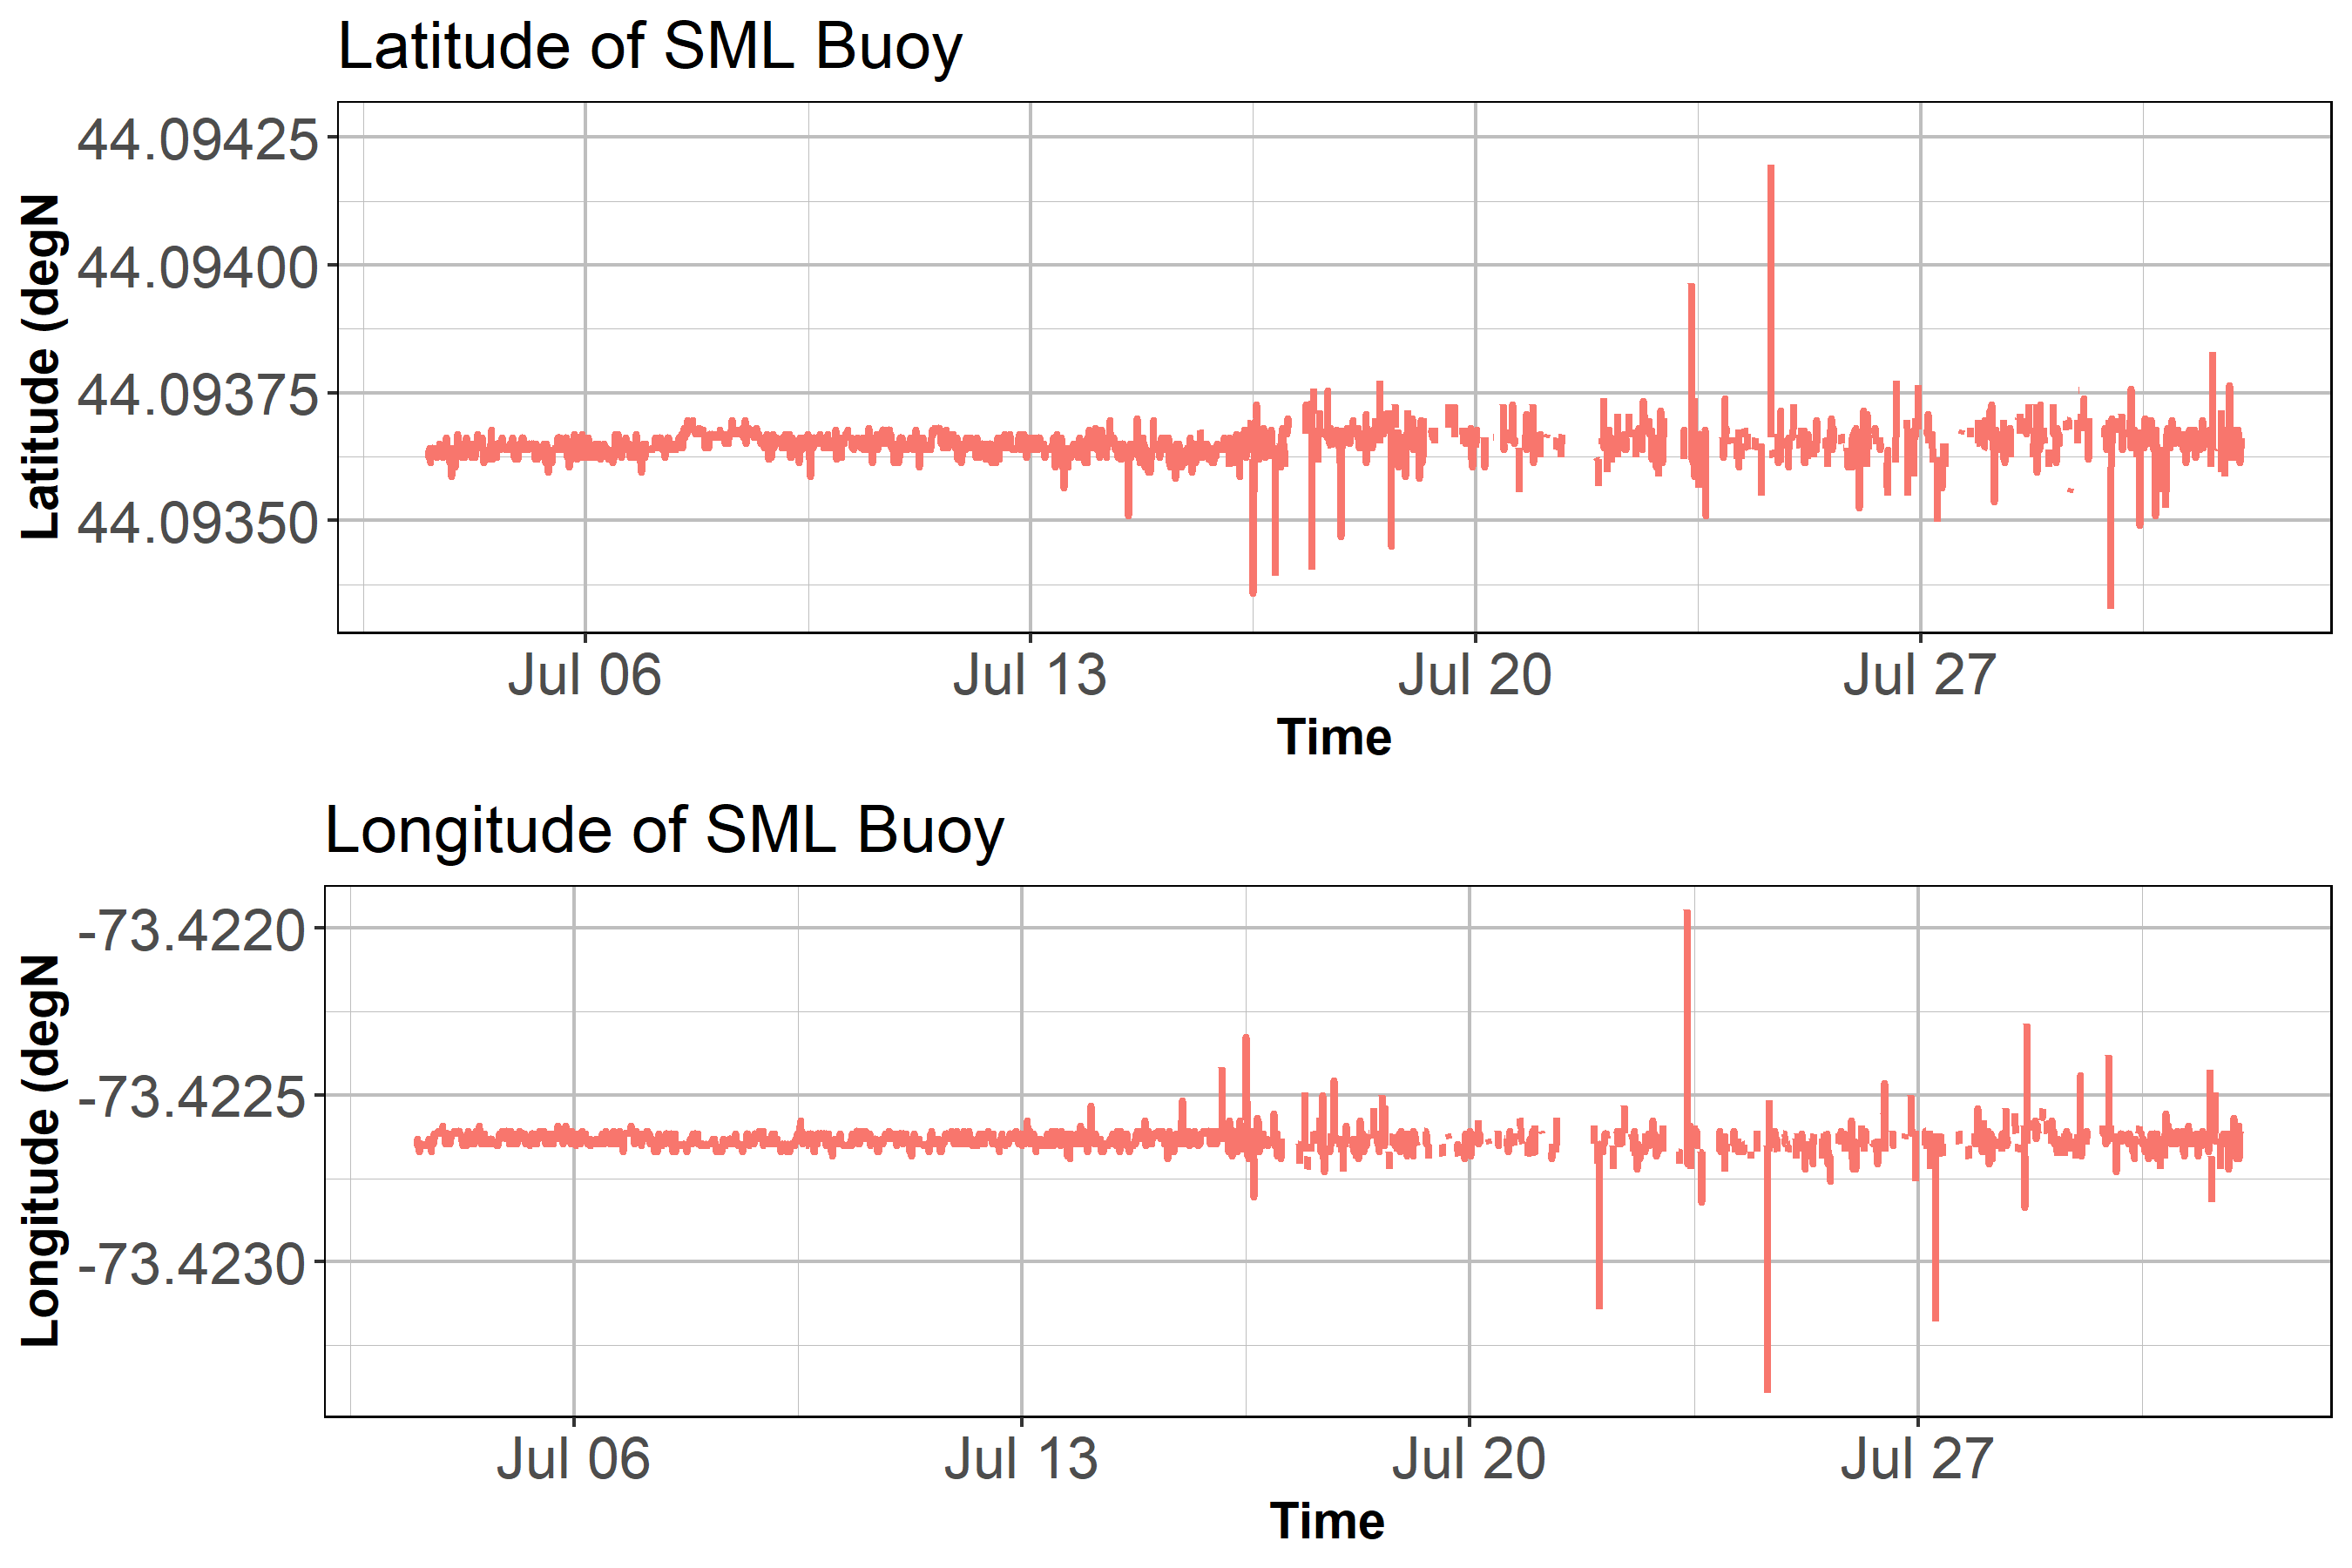 Latitude of SML Buoy
Latitude (degN
44.09425
44.09400
44.09375
44.09350
Jul 06 Jul 13 Jul 20 Jul 27
Time
Longitude of SML Buoy
Longitude (degN
-73.4220
-73.4225
-73.4230
Jul 06 Jul 13 Jul 20 Jul 27
Time